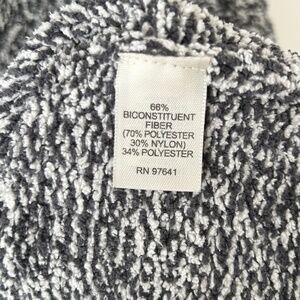 66%
BICONSTITUENT
FIBER
(70% POLYESTER
30% NYLON)
34% POLYESTER
RN 97641